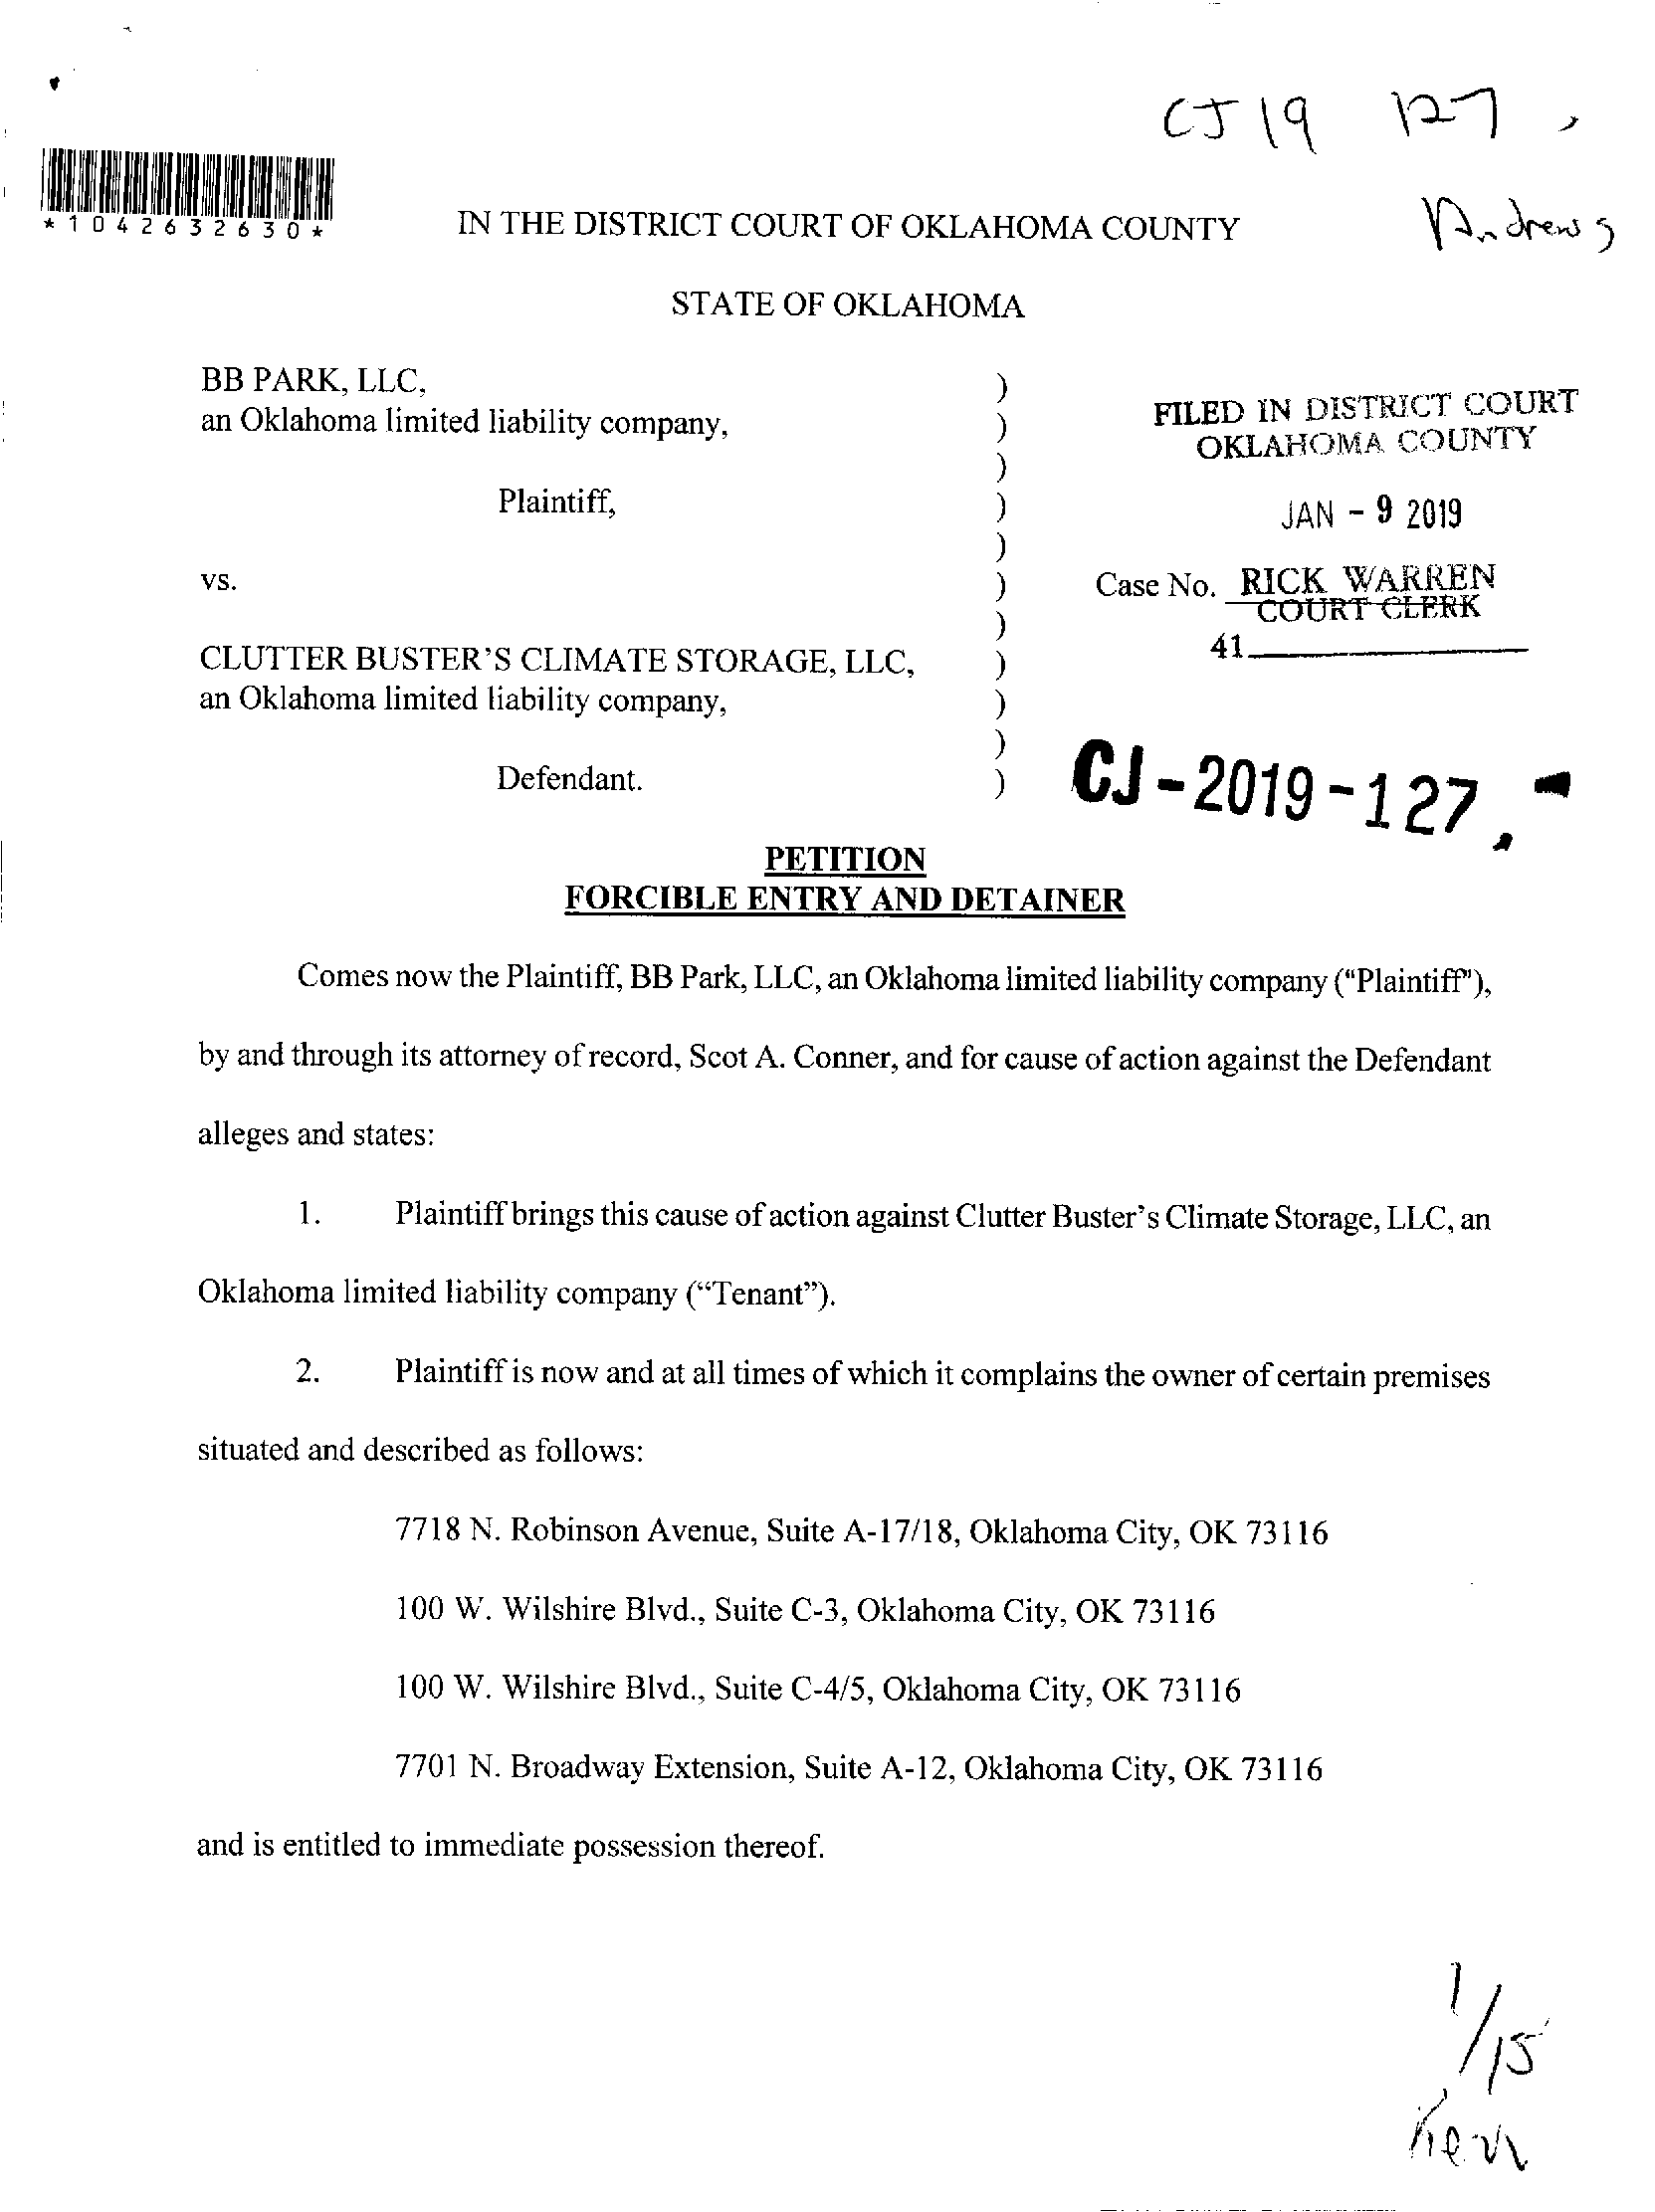 CJ 19 127,
*1042632630*
IN THE DISTRICT COURT OF OKLAHOMA COUNTY
Andrews
STATE OF OKLAHOMA
BB PARK, LLC, )
an Oklahoma limited liability company, )
)
Plaintiff, )
)
vs. )
)
CLUTTER BUSTER'S CLIMATE STORAGE, LLC, )
an Oklahoma limited liability company, )
)
Defendant. )
FILED IN DISTRICT COURT
OKLAHOMA COUNTY
JAN - 9 2019
Case No. RICK WARREN
COURT CLERK
41
CJ-2019-127
PETITION
FORCIBLE ENTRY AND DETAINER
Comes now the Plaintiff, BB Park, LLC, an Oklahoma limited liability company ("Plaintiff"),
by and through its attorney of record, Scot A. Conner, and for cause of action against the Defendant
alleges and states:
1. Plaintiff brings this cause of action against Clutter Buster's Climate Storage, LLC, an
Oklahoma limited liability company ("Tenant").
2. Plaintiff is now and at all times of which it complains the owner of certain premises
situated and described as follows:
7718 N. Robinson Avenue, Suite A-17/18, Oklahoma City, OK 73116
100 W. Wilshire Blvd., Suite C-3, Oklahoma City, OK 73116
100 W. Wilshire Blvd., Suite C-4/5, Oklahoma City, OK 73116
7701 N. Broadway Extension, Suite A-12, Oklahoma City, OK 73116
and is entitled to immediate possession thereof.
1/15